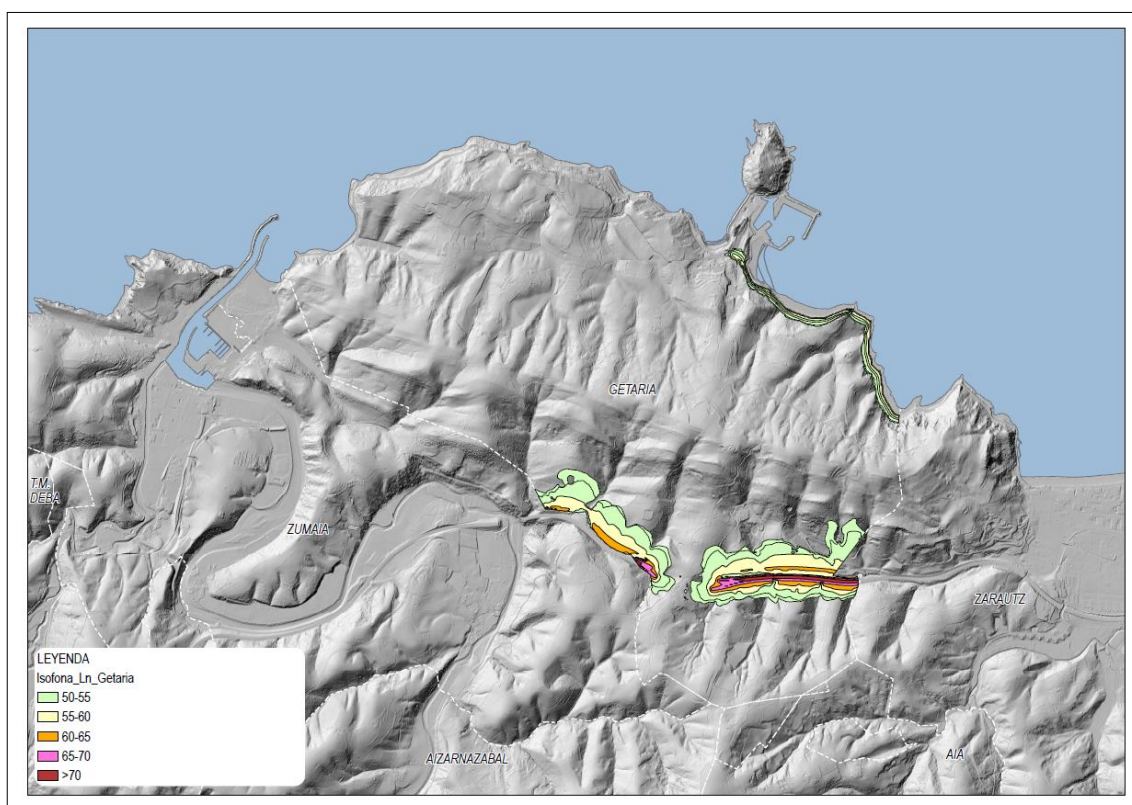 GETARIA
T.M.
DEBA
ZUMAIA
ZARAUTZ
AIZARNAZABAL
AIA
LEYENDA
Isofona_Ln_Getaria
50-55
55-60
60-65
65-70
>70